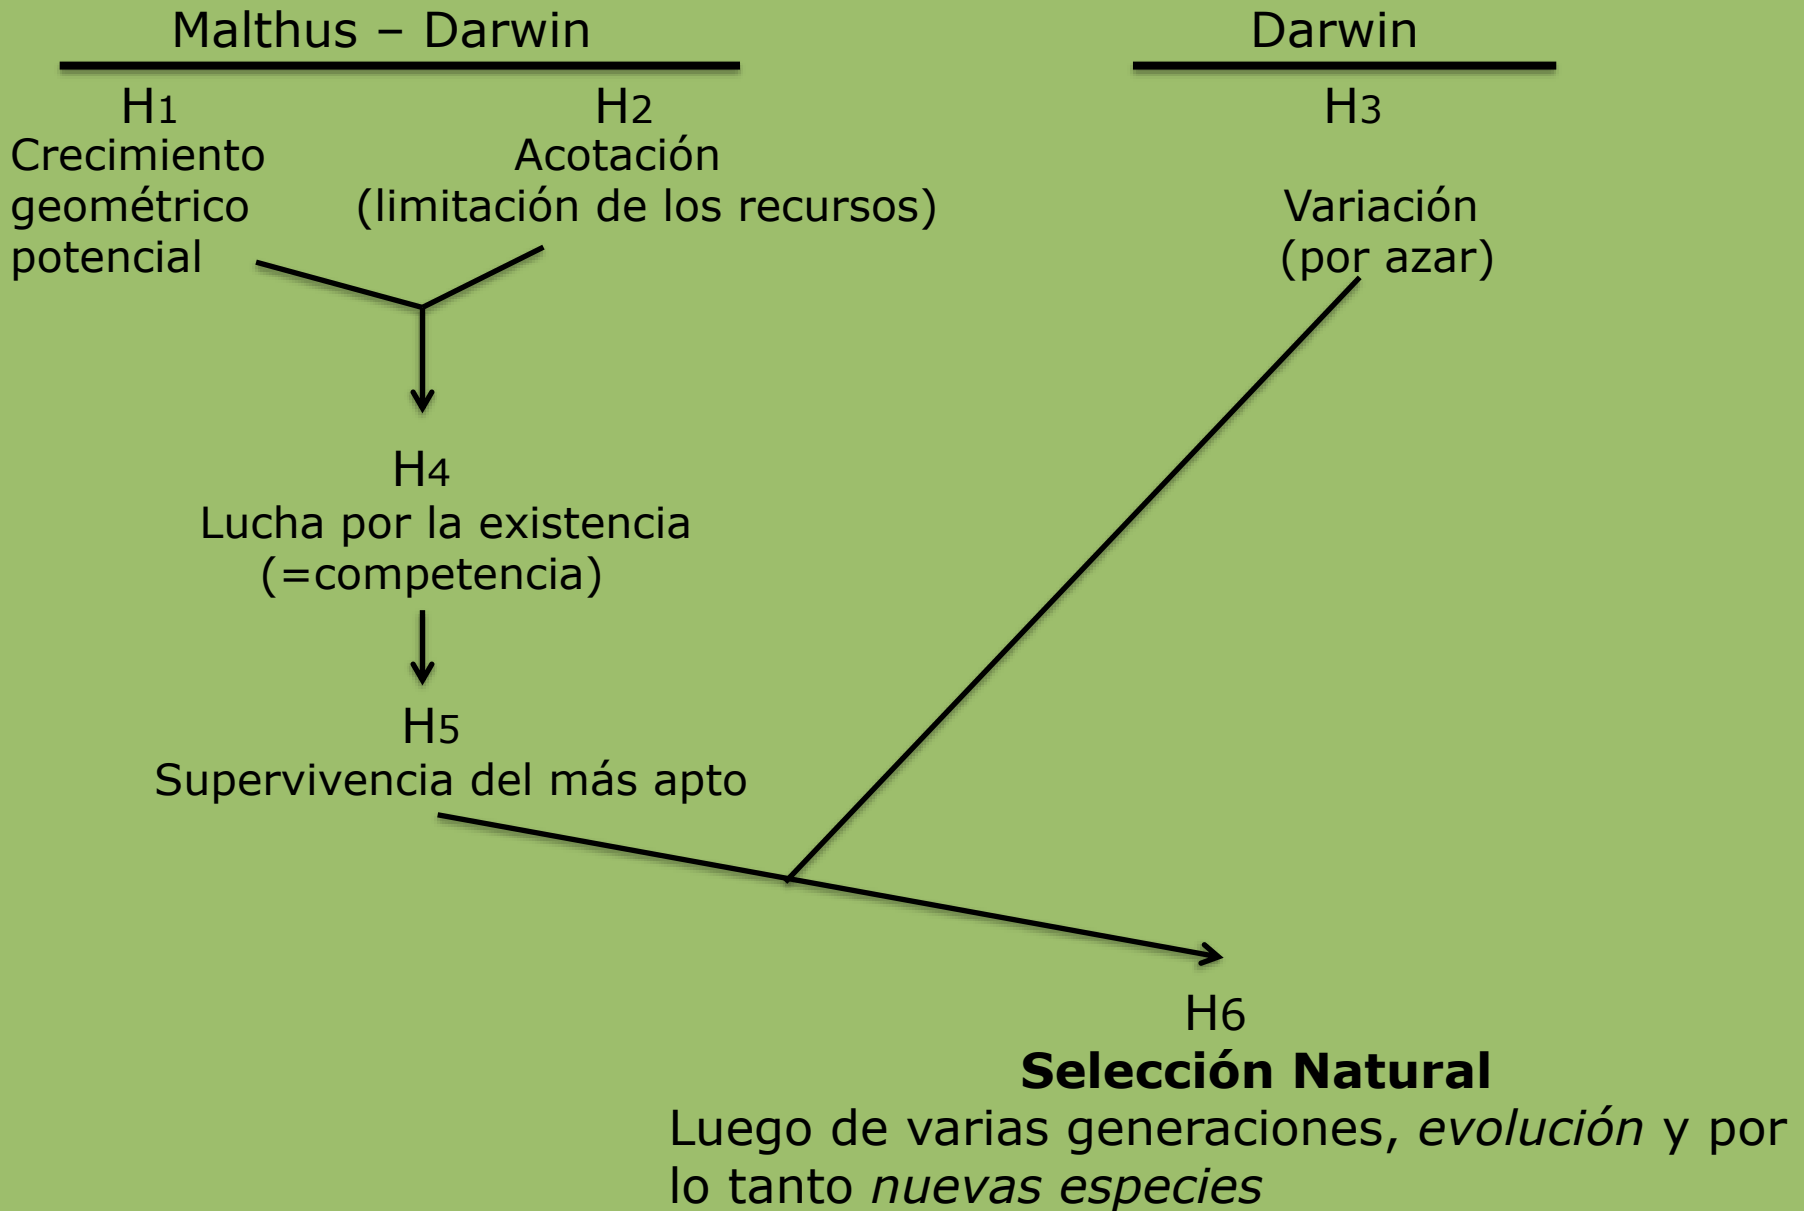 Malthus – Darwin
H1
Crecimiento
geométrico
potencial
H2
Acotación
(limitación de los recursos)
Darwin
H3
Variación
(por azar)
H4
Lucha por la existencia
(=competencia)
H5
Supervivencia del más apto
H6
Selección Natural
Luego de varias generaciones, evolución y por
lo tanto nuevas especies